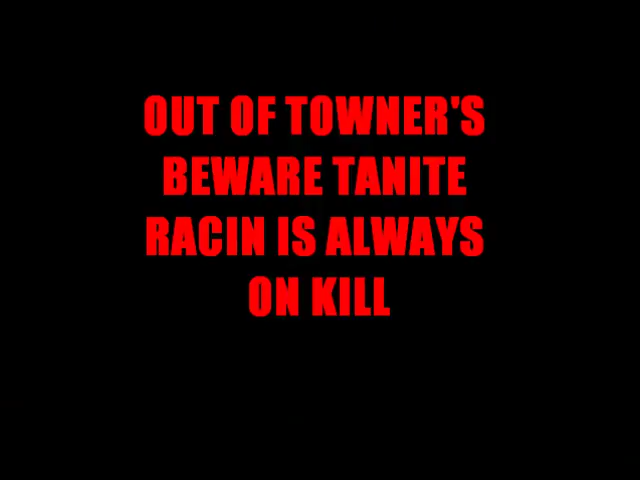 OUT OF TOWNER'S
BEWARE TANITE
RACIN IS ALWAYS
ON KILL